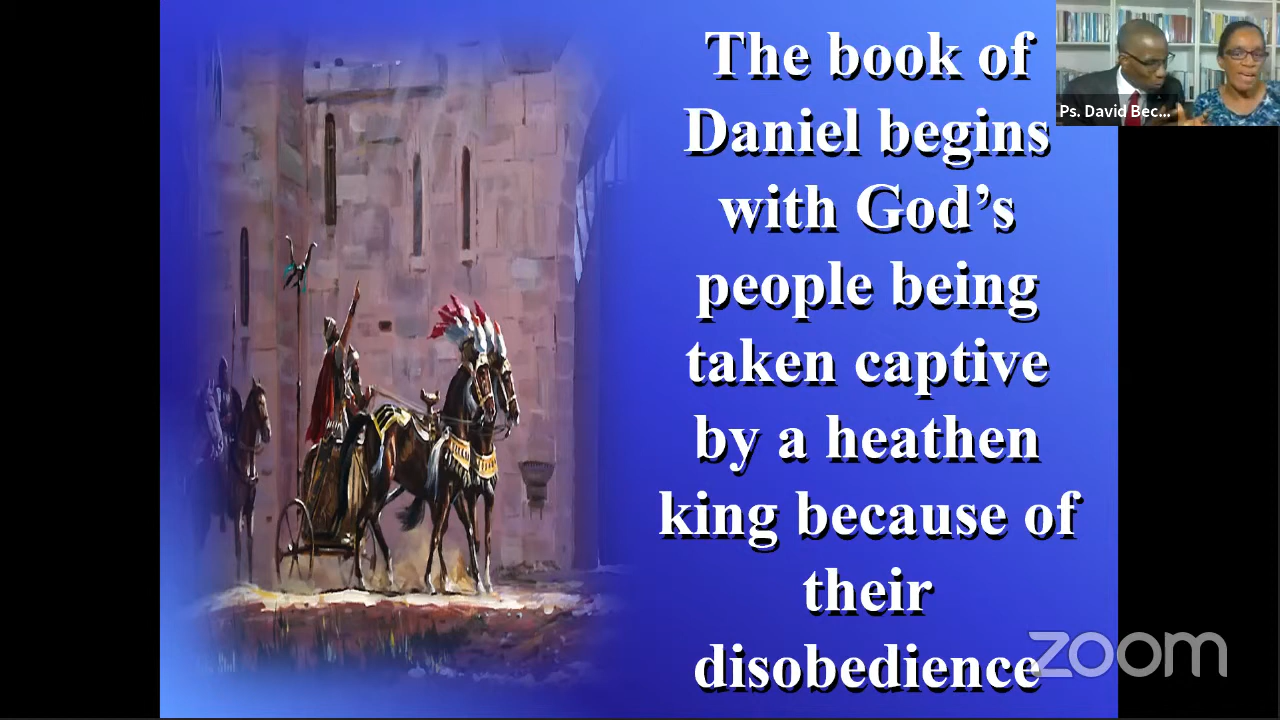 The book of
Daniel begins
with God’s
people being
taken captive
by a heathen
king because of
their
disobedience
Ps. David Bec...
zoom